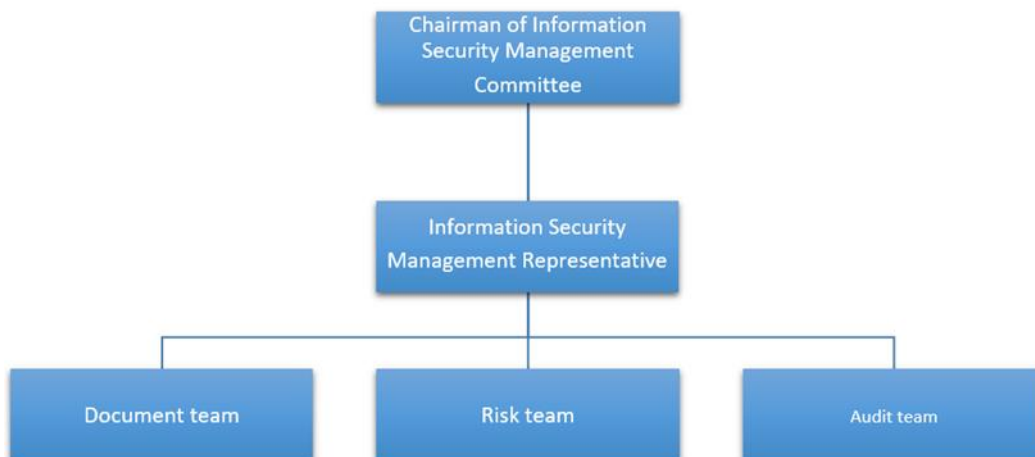 Chairman of Information
Security Management
Committee
Information Security
Management Representative
Document team
Risk team
Audit team